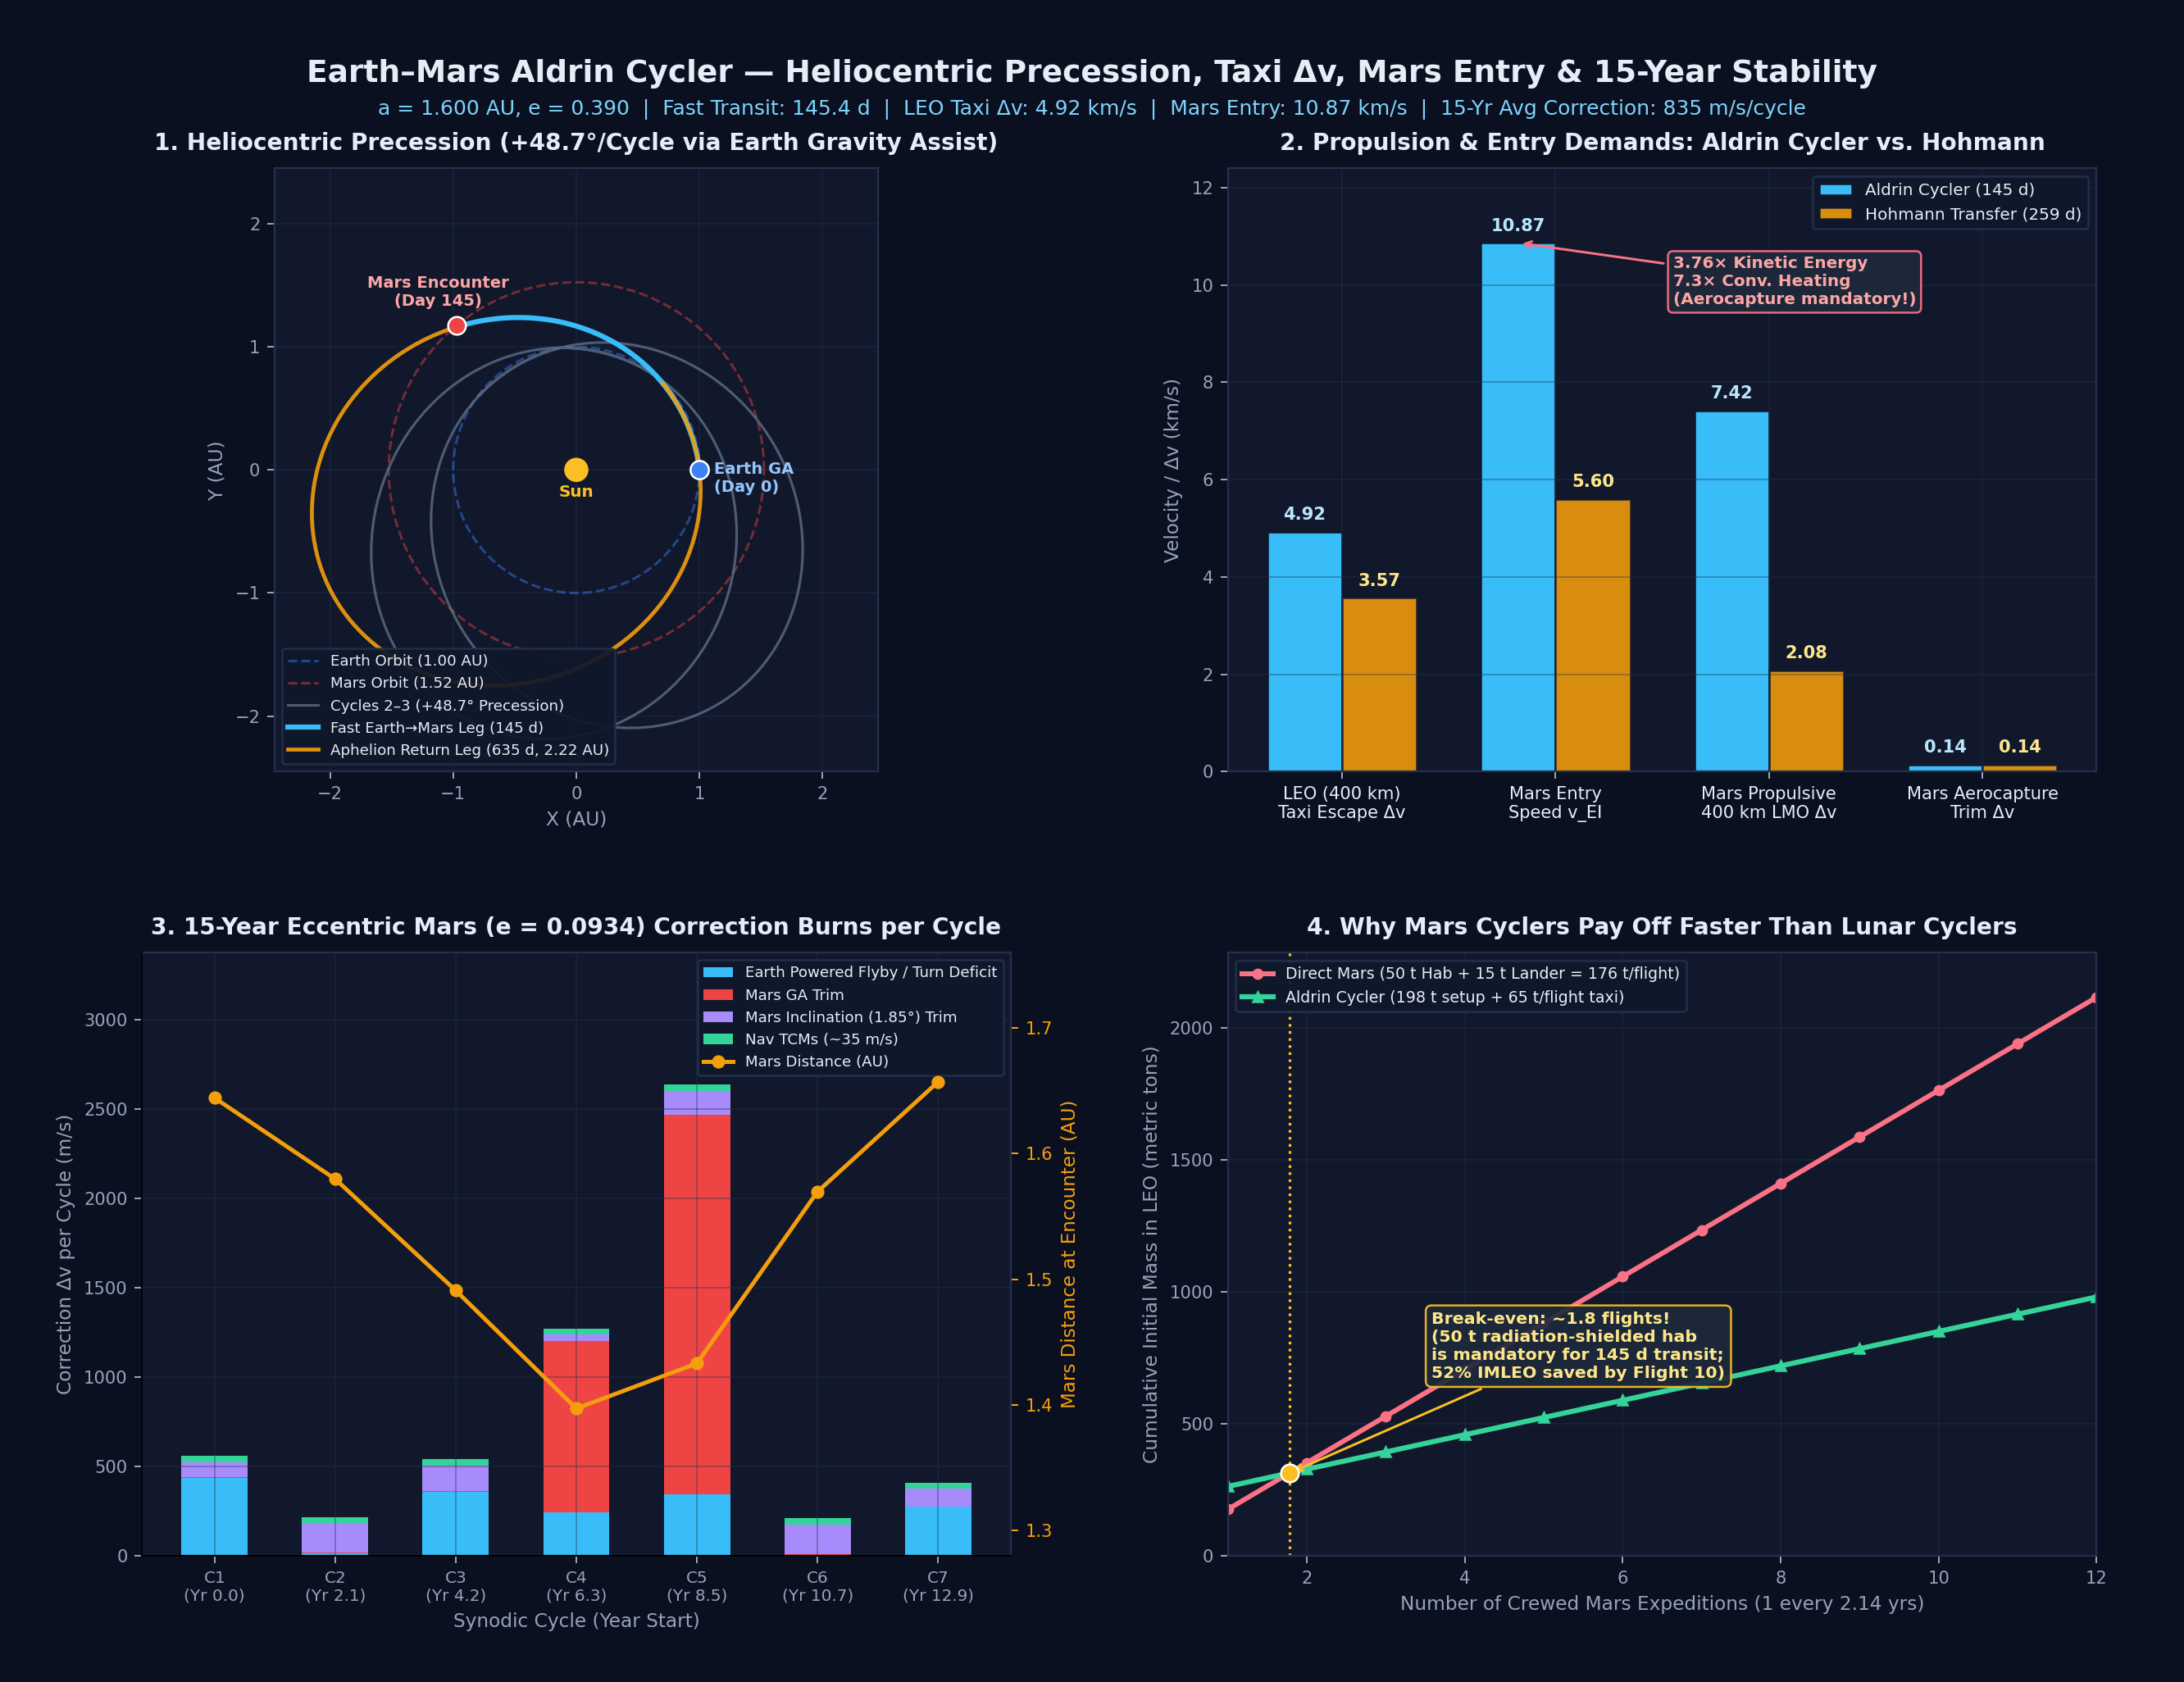 Earth–Mars Aldrin Cycler — Heliocentric Precession, Taxi Δv, Mars Entry & 15-Year Stability
a = 1.600 AU, e = 0.390 | Fast Transit: 145.4 d | LEO Taxi Δv: 4.92 km/s | Mars Entry: 10.87 km/s | 15-Yr Avg Correction: 835 m/s/cycle
1. Heliocentric Precession (+48.7°/Cycle via Earth Gravity Assist)
Y (AU)
2
1
0
−1
−2
Mars Encounter
(Day 145)
Sun
Earth GA
(Day 0)
Earth Orbit (1.00 AU)
Mars Orbit (1.52 AU)
Cycles 2–3 (+48.7° Precession)
Fast Earth→Mars Leg (145 d)
Aphelion Return Leg (635 d, 2.22 AU)
−2
−1
0
1
2
X (AU)
2. Propulsion & Entry Demands: Aldrin Cycler vs. Hohmann
Velocity / Δv (km/s)
12
10
8
6
4
2
0
Aldrin Cycler (145 d)
Hohmann Transfer (259 d)
3.76× Kinetic Energy
7.3× Conv. Heating
(Aerocapture mandatory!)
4.92
3.57
10.87
5.60
7.42
2.08
0.14
0.14
LEO (400 km)
Taxi Escape Δv
Mars Entry
Speed v_EI
Mars Propulsive
400 km LMO Δv
Mars Aerocapture
Trim Δv
3. 15-Year Eccentric Mars (e = 0.0934) Correction Burns per Cycle
Correction Δv per Cycle (m/s)
3000
2500
2000
1500
1000
500
0
Earth Powered Flyby / Turn Deficit
Mars GA Trim
Mars Inclination (1.85°) Trim
Nav TCMs (~35 m/s)
Mars Distance (AU)
1.7
1.6
1.5
1.4
1.3
Mars Distance at Encounter (AU)
C1
(Yr 0.0)
C2
(Yr 2.1)
C3
(Yr 4.2)
C4
(Yr 6.3)
C5
(Yr 8.5)
C6
(Yr 10.7)
C7
(Yr 12.9)
Synodic Cycle (Year Start)
4. Why Mars Cyclers Pay Off Faster Than Lunar Cyclers
Cumulative Initial Mass in LEO (metric tons)
2000
1500
1000
500
0
Direct Mars (50 t Hab + 15 t Lander = 176 t/flight)
Aldrin Cycler (198 t setup + 65 t/flight taxi)
Break-even: ~1.8 flights!
(50 t radiation-shielded hab
is mandatory for 145 d transit;
52% IMLEO saved by Flight 10)
2
4
6
8
10
12
Number of Crewed Mars Expeditions (1 every 2.14 yrs)